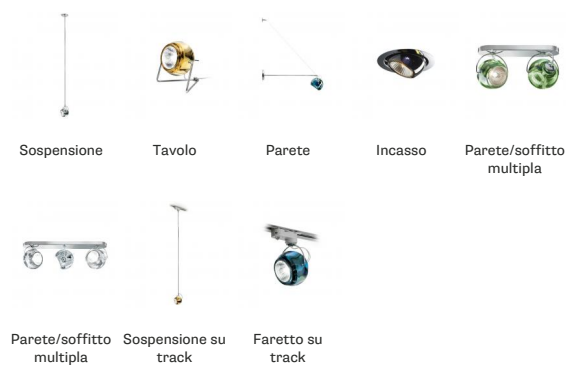 Sospensione
Tavolo
Parete
Incasso
Parete/soffitto
multipla
Parete/soffitto
multipla
Sospensione su
track
Faretto su
track